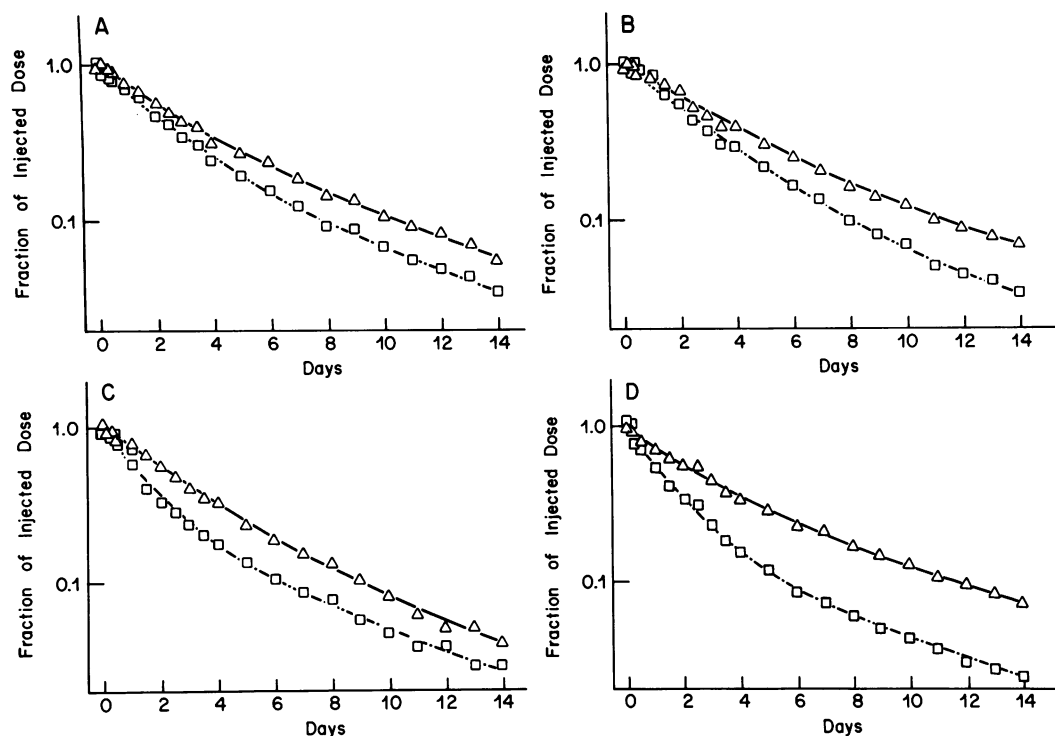 A
Fraction of Injected Dose
1.0
0.1
0 2 4 6 8 10 12 14
Days
B
Fraction of Injected Dose
1.0
0.1
0 2 4 6 8 10 12 14
Days
C
Fraction of Injected Dose
1.0
0.1
0 2 4 6 8 10 12 14
Days
D
Fraction of Injected Dose
1.0
0.1
0 2 4 6 8 10 12 14
Days